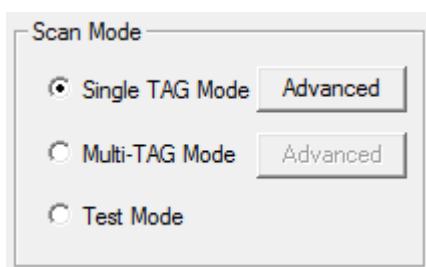 Scan Mode
Single TAG Mode Advanced
Multi-TAG Mode Advanced
Test Mode